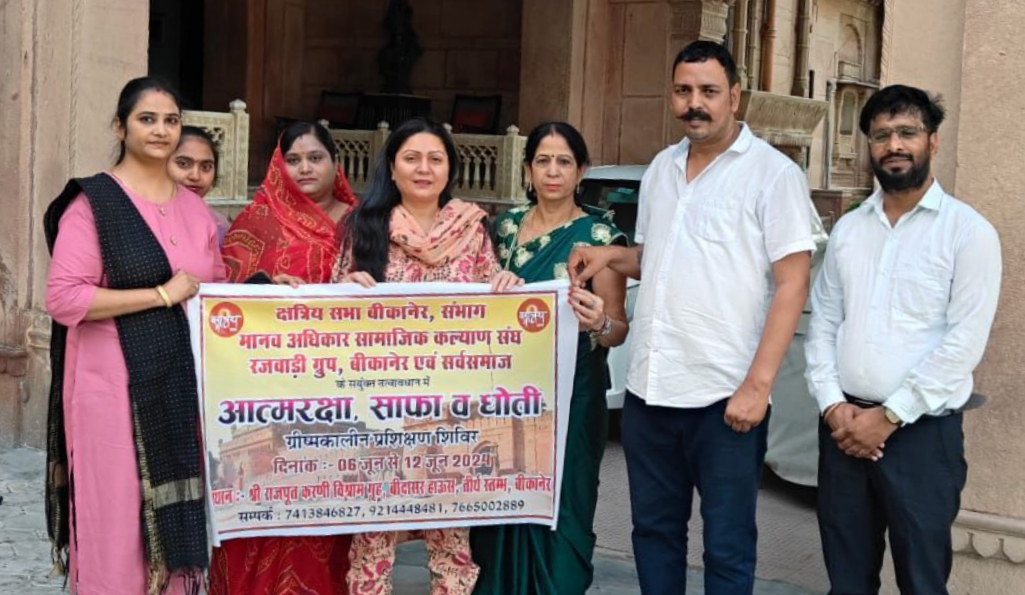 क्षत्रिय सभा बीकानेर, संभाग
मानव अधिकार सामाजिक कल्याण संघ
रजवाड़ी ग्रुप, बीकानेर एवं सर्वसमाज
के संयुक्त तत्वावधान में
आत्मरक्षा, साफा व धोती
ग्रीष्मकालीन प्रशिक्षण शिविर
दिनांक :- 06 जून से 12 जून 2024
स्थान :- श्री राजपूत करणी विश्राम गृह, बीदासर हाऊस, तीर्थ स्तम्भ, बीकानेर
सम्पर्क : 7413846827, 9214448481, 7665002889